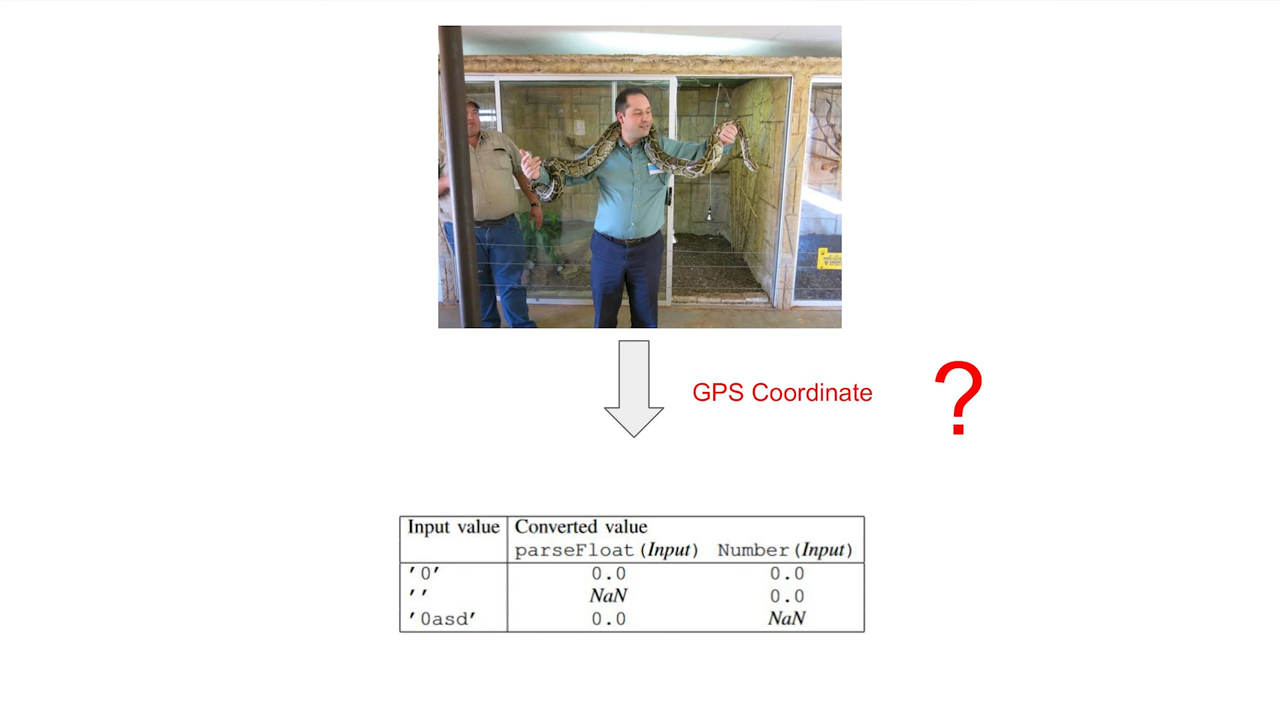 GPS Coordinate
?
Input value Converted value
parseFloat(Input) Number(Input)
'0' 0.0 0.0
'' NaN 0.0
'0asd' 0.0 NaN